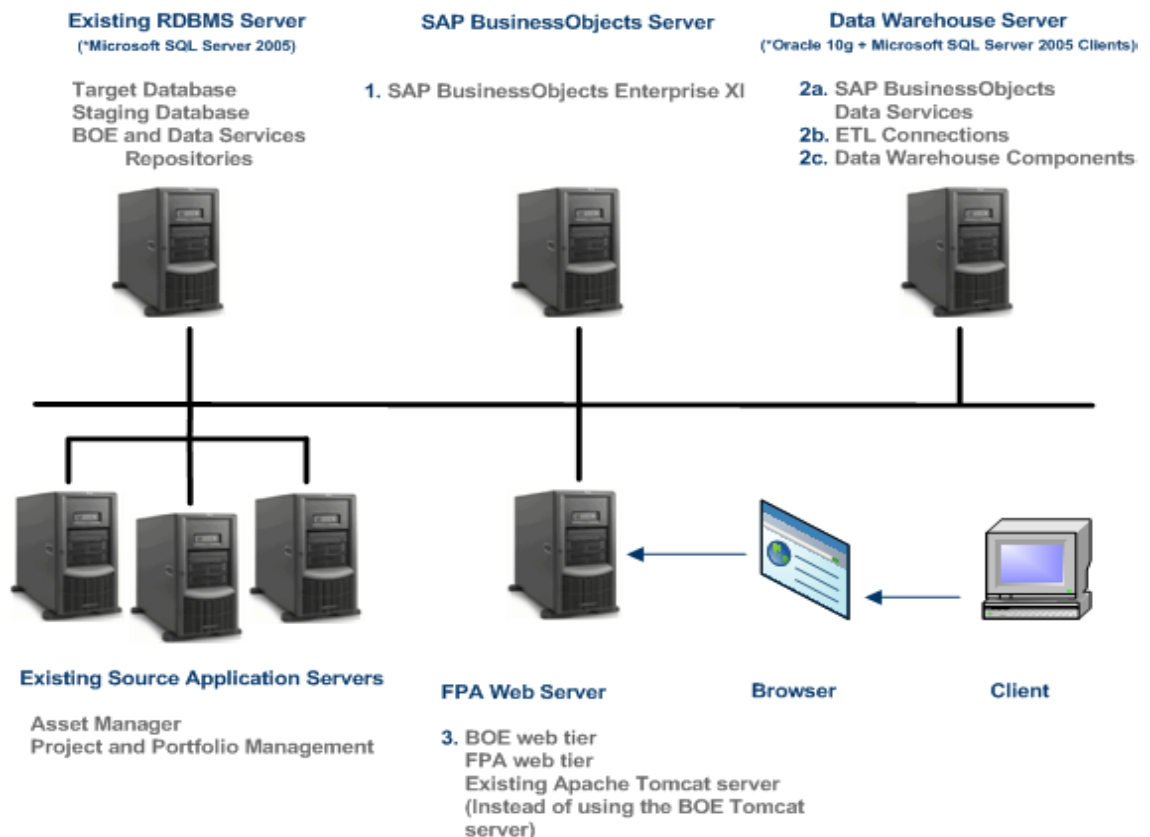 Existing RDBMS Server
(*Microsoft SQL Server 2005)
Target Database
Staging Database
BOE and Data Services
Repositories
SAP BusinessObjects Server
1. SAP BusinessObjects Enterprise XI
Data Warehouse Server
(*Oracle 10g + Microsoft SQL Server 2005 Clients)
2a. SAP BusinessObjects
Data Services
2b. ETL Connections
2c. Data Warehouse Components
Existing Source Application Servers
Asset Manager
Project and Portfolio Management
FPA Web Server
3. BOE web tier
FPA web tier
Existing Apache Tomcat server
(Instead of using the BOE Tomcat
server)
Browser
Client